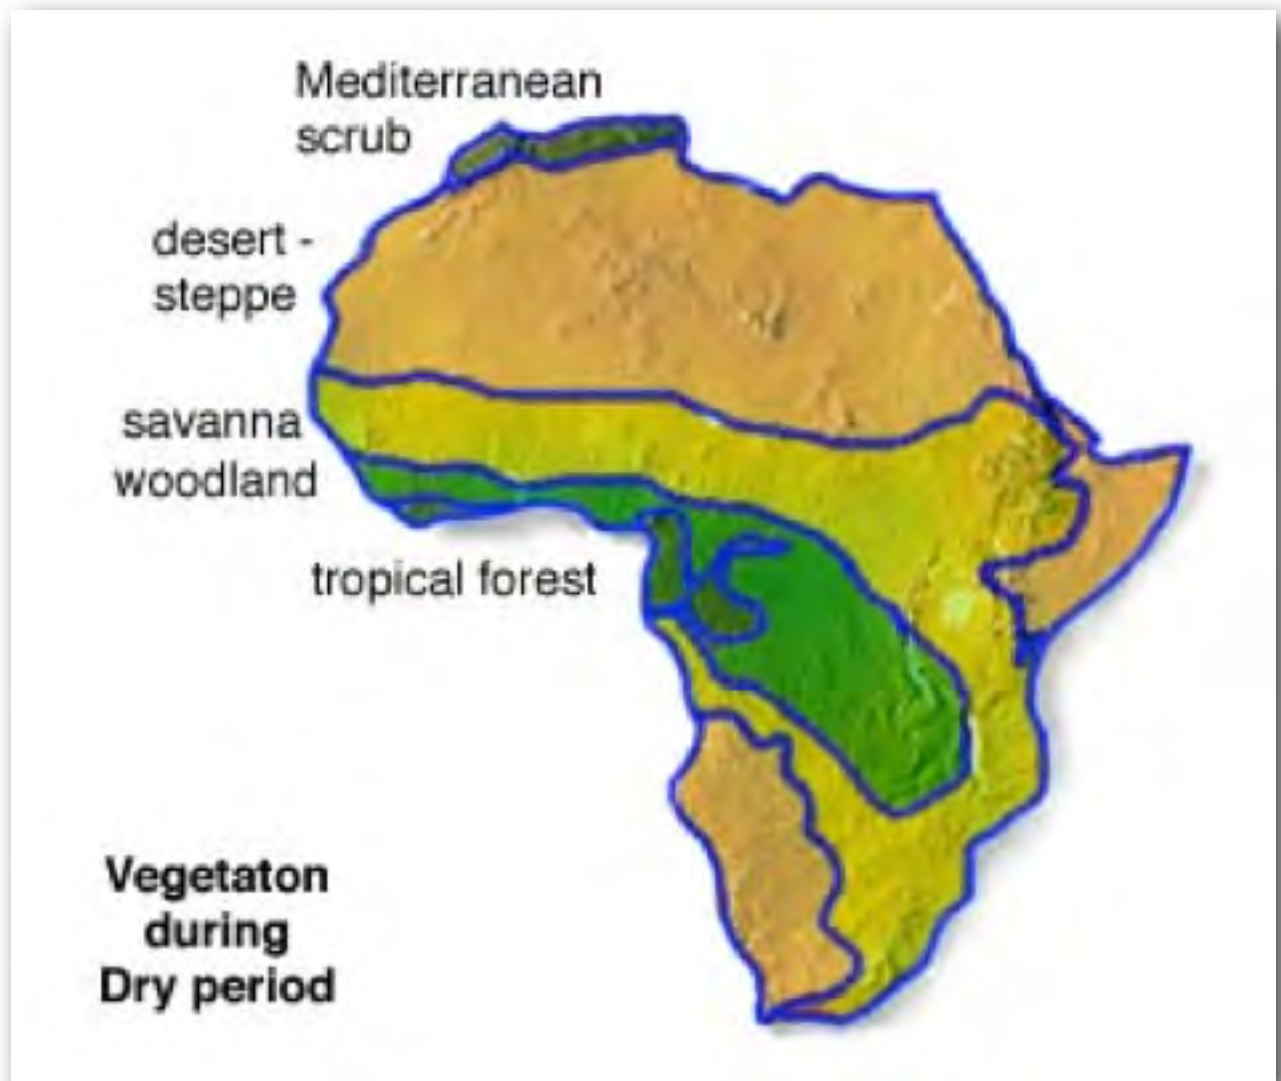 Mediterranean
scrub
desert -
steppe
savanna
woodland
tropical forest
Vegetaton
during
Dry period